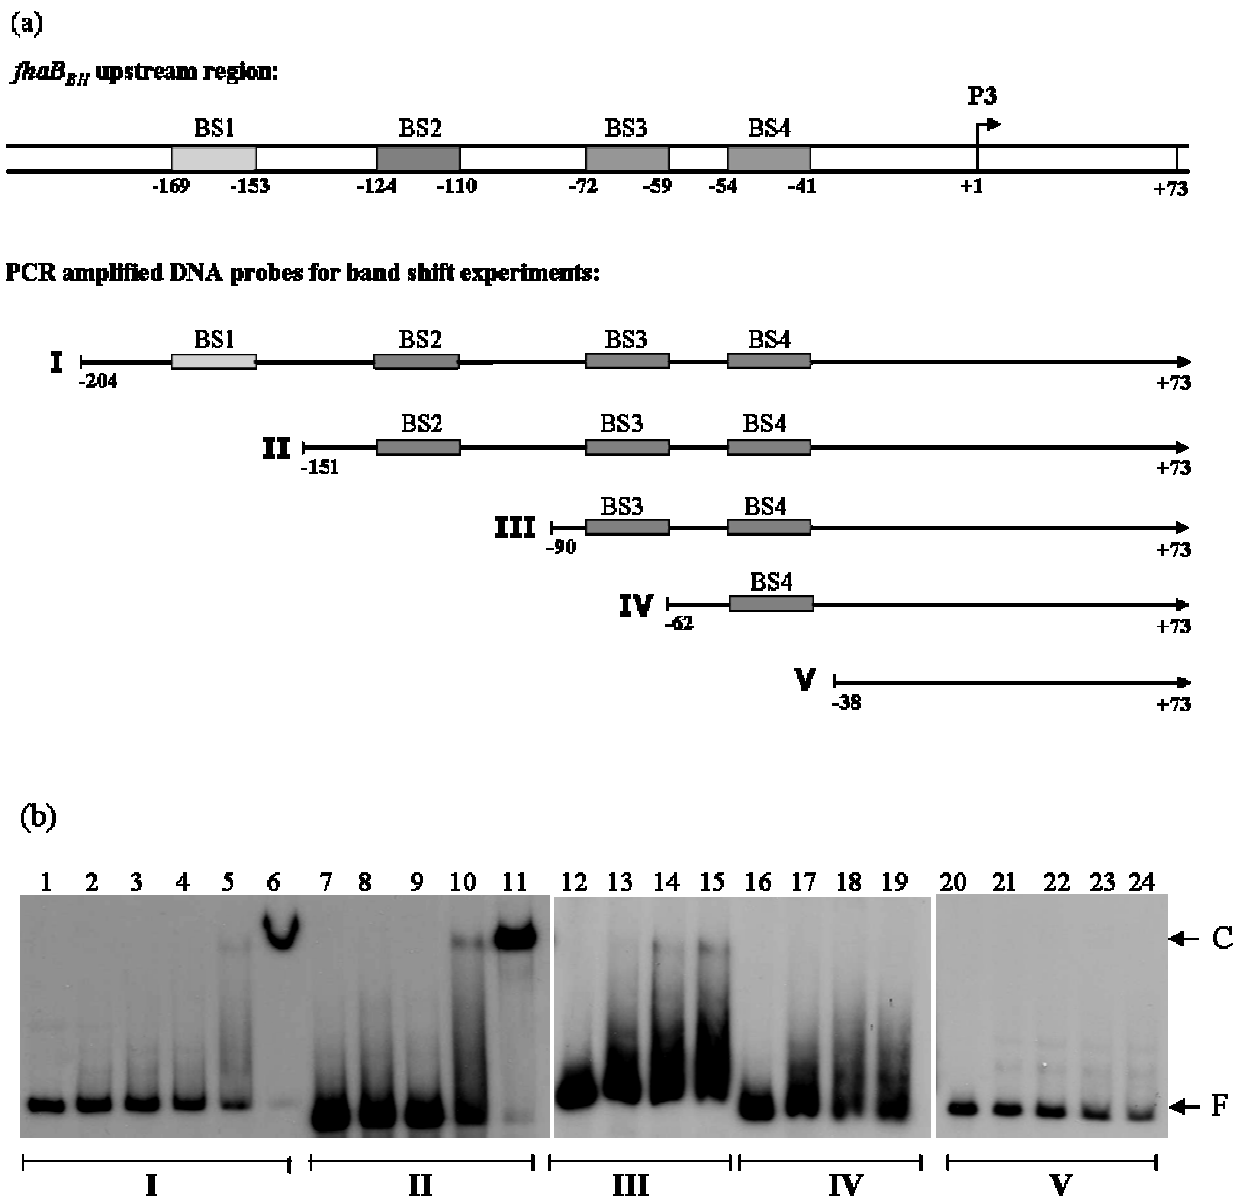 (a)
fhaB_BH upstream region:
P3
BS1 BS2 BS3 BS4
-169 -153 -124 -110 -72 -59 -54 -41 +1 +73
PCR amplified DNA probes for band shift experiments:
BS1 BS2 BS3 BS4
I
-204 +73
BS2 BS3 BS4
II
-151 +73
BS3 BS4
III
-90 +73
BS4
IV
-62 +73
V
-38 +73
(b)
1 2 3 4 5 6 7 8 9 10 11 12 13 14 15 16 17 18 19 20 21 22 23 24
C
F
I II III IV V